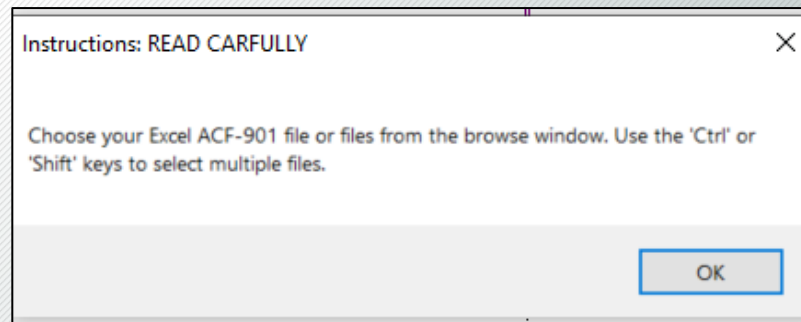 Instructions: READ CARFULLY
Choose your Excel ACF-901 file or files from the browse window. Use the 'Ctrl' or
'Shift' keys to select multiple files.
OK